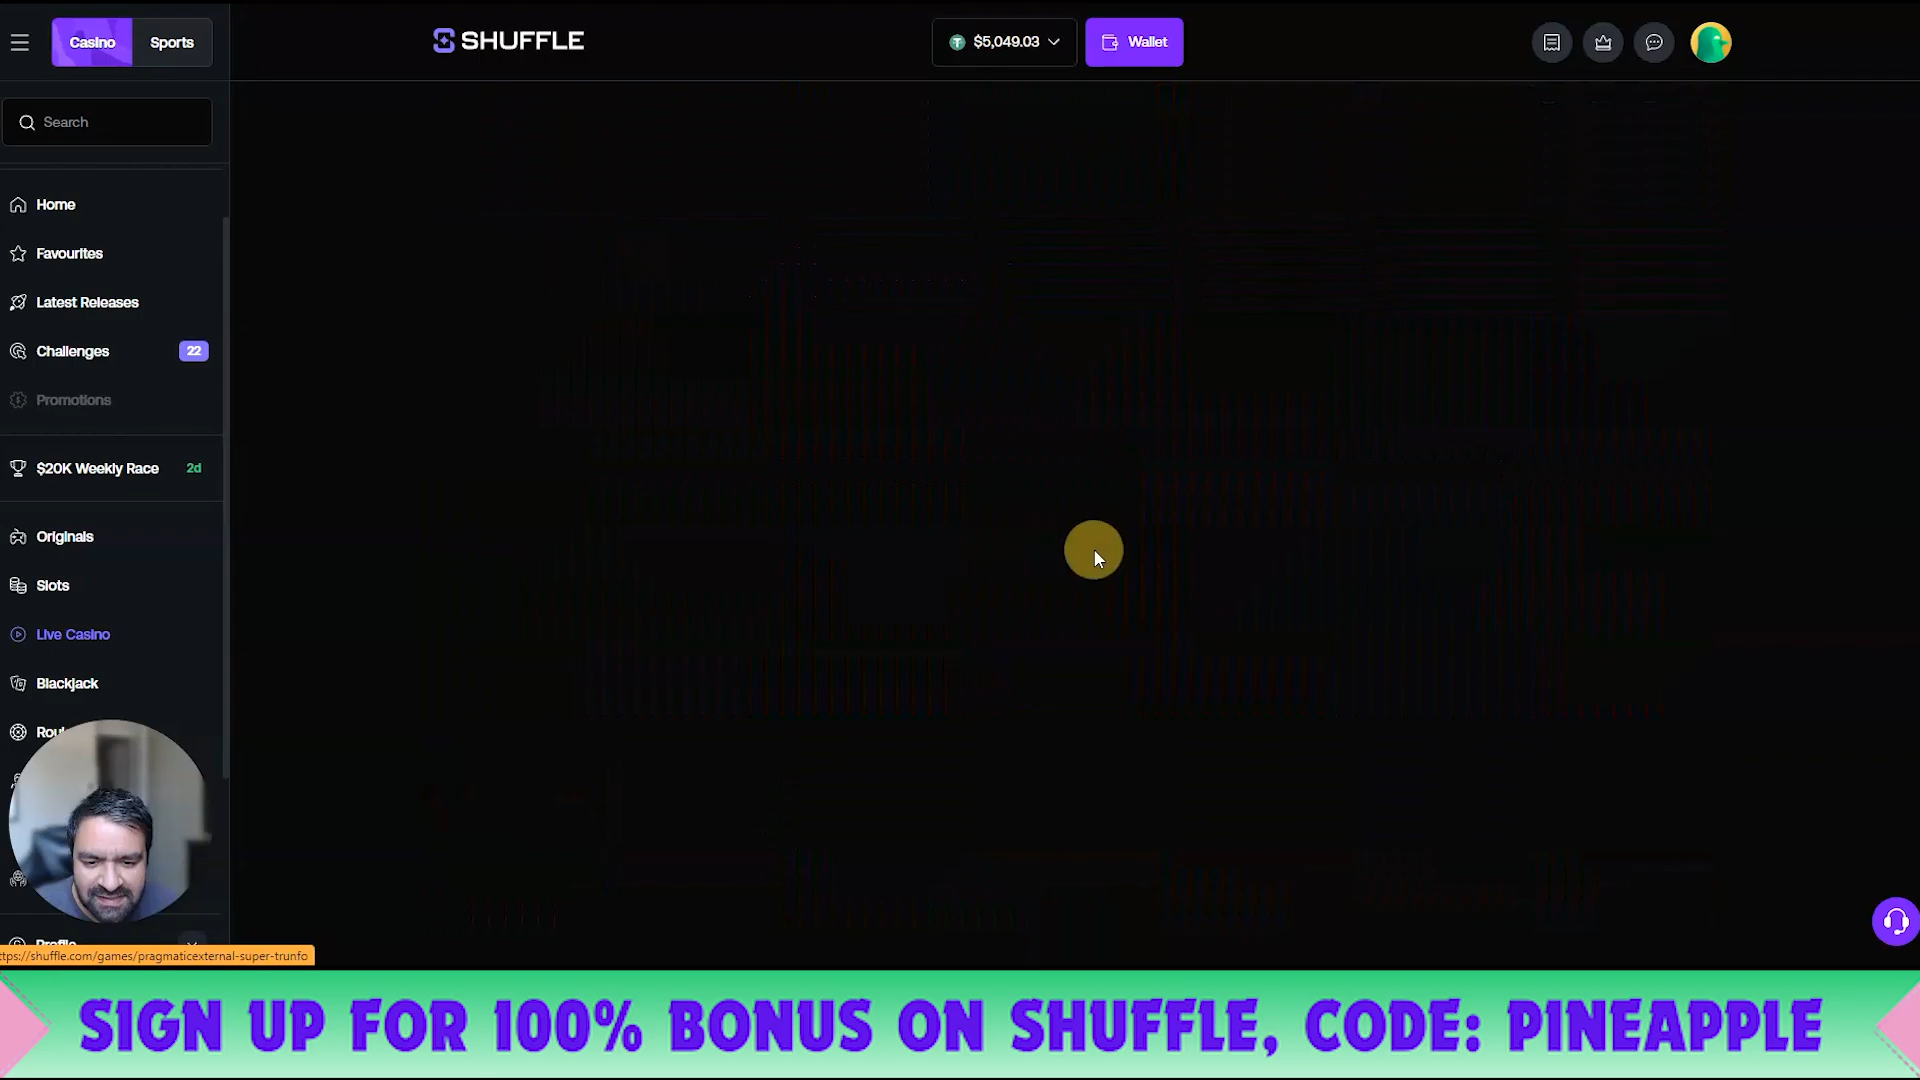 Casino
Sports
SHUFFLE
$5,049.03
Wallet
Search
Home
Favourites
Latest Releases
Challenges
22
Promotions
$20K Weekly Race
2d
Originals
Slots
Live Casino
Blackjack
Profile
ttps://shuffle.com/games/pragmaticexternal-super-trunfo
SIGN UP FOR 100% BONUS ON SHUFFLE, CODE: PINEAPPLE